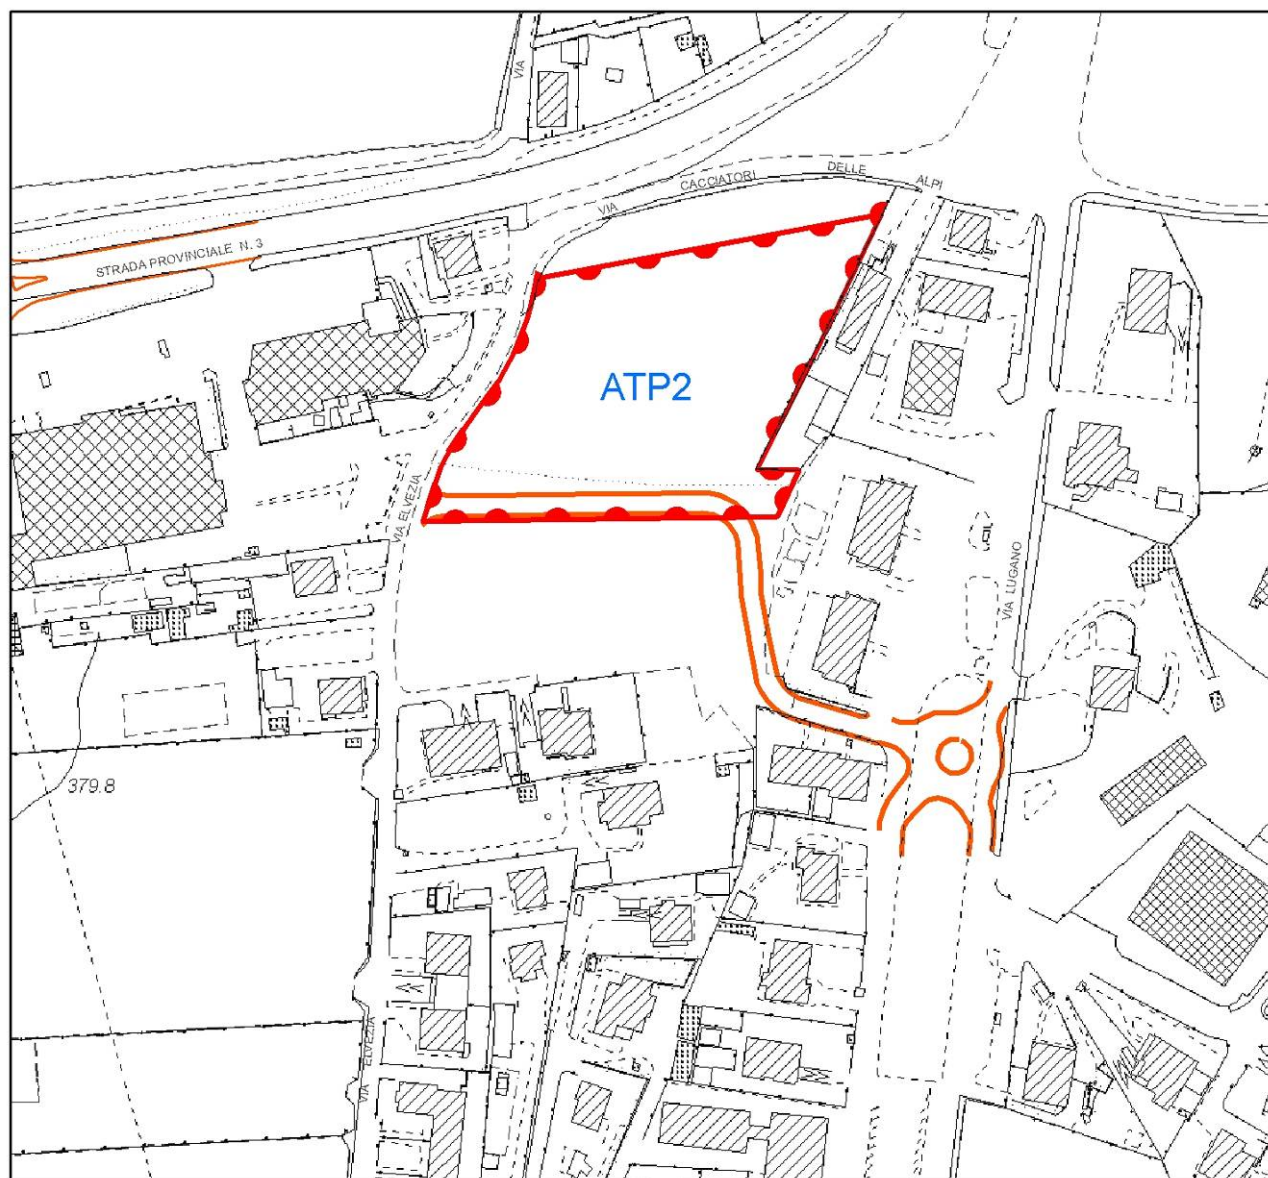 VIA
VIA CACCIATORI DELLE ALPI
STRADA PROVINCIALE N. 3
ATP2
VIA ELVEZIA
VIA LUGANO
379.8
VIA ELVEZIA